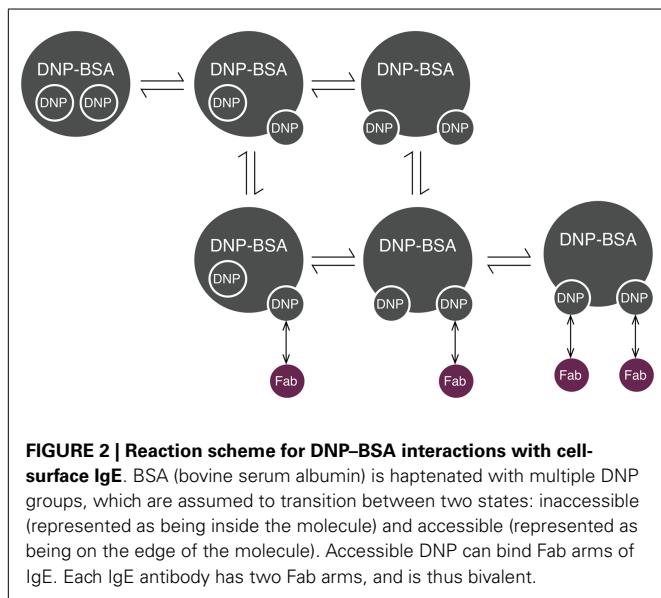 DNP-BSA
DNP
DNP
DNP-BSA
DNP
DNP
DNP-BSA
DNP
DNP
DNP-BSA
DNP
DNP
Fab
DNP-BSA
DNP
DNP
Fab
DNP-BSA
DNP
DNP
Fab
Fab
FIGURE 2 | Reaction scheme for DNP–BSA interactions with cell-
surface IgE. BSA (bovine serum albumin) is haptenated with multiple DNP
groups, which are assumed to transition between two states: inaccessible
(represented as being inside the molecule) and accessible (represented as
being on the edge of the molecule). Accessible DNP can bind Fab arms of
IgE. Each IgE antibody has two Fab arms, and is thus bivalent.